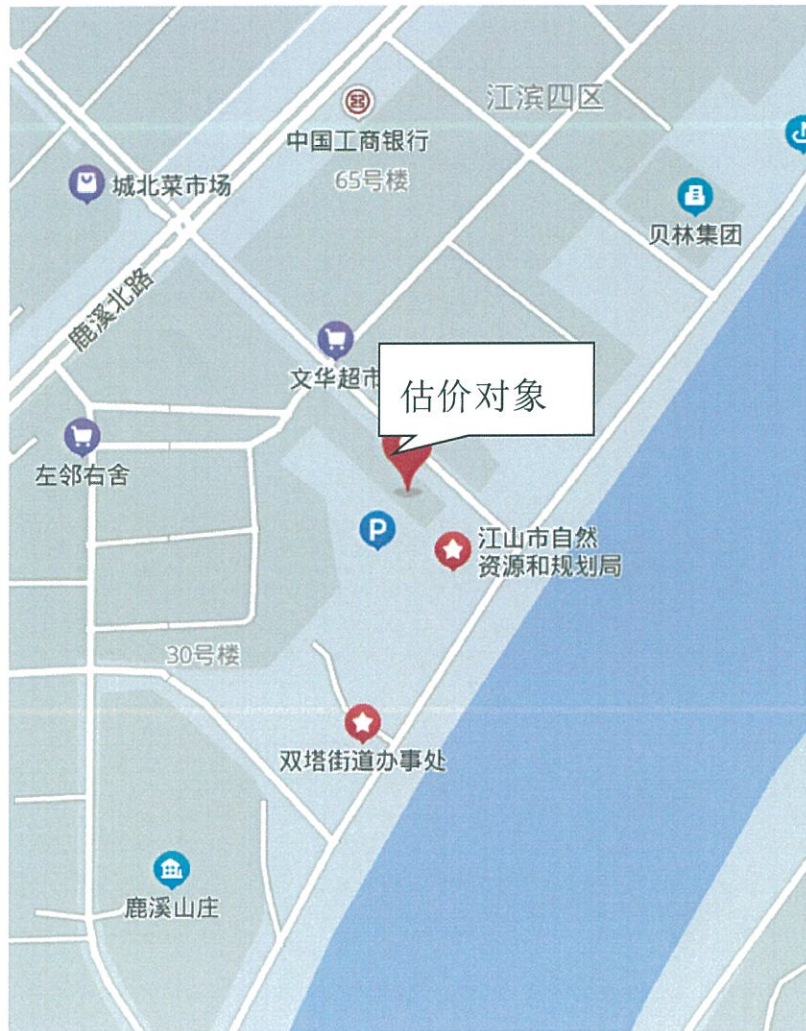 江滨四区
中国工商银行
65号楼
城北菜市场
贝林集团
鹿溪北路
文华超市
估价对象
左邻右舍
P
江山市自然
资源和规划局
30号楼
双塔街道办事处
鹿溪山庄